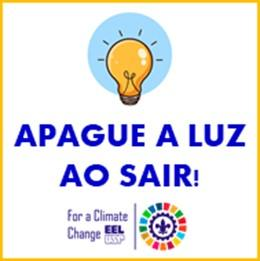 APAGUE A LUZ
AO SAIR!
For a Climate
Change EEL
USP